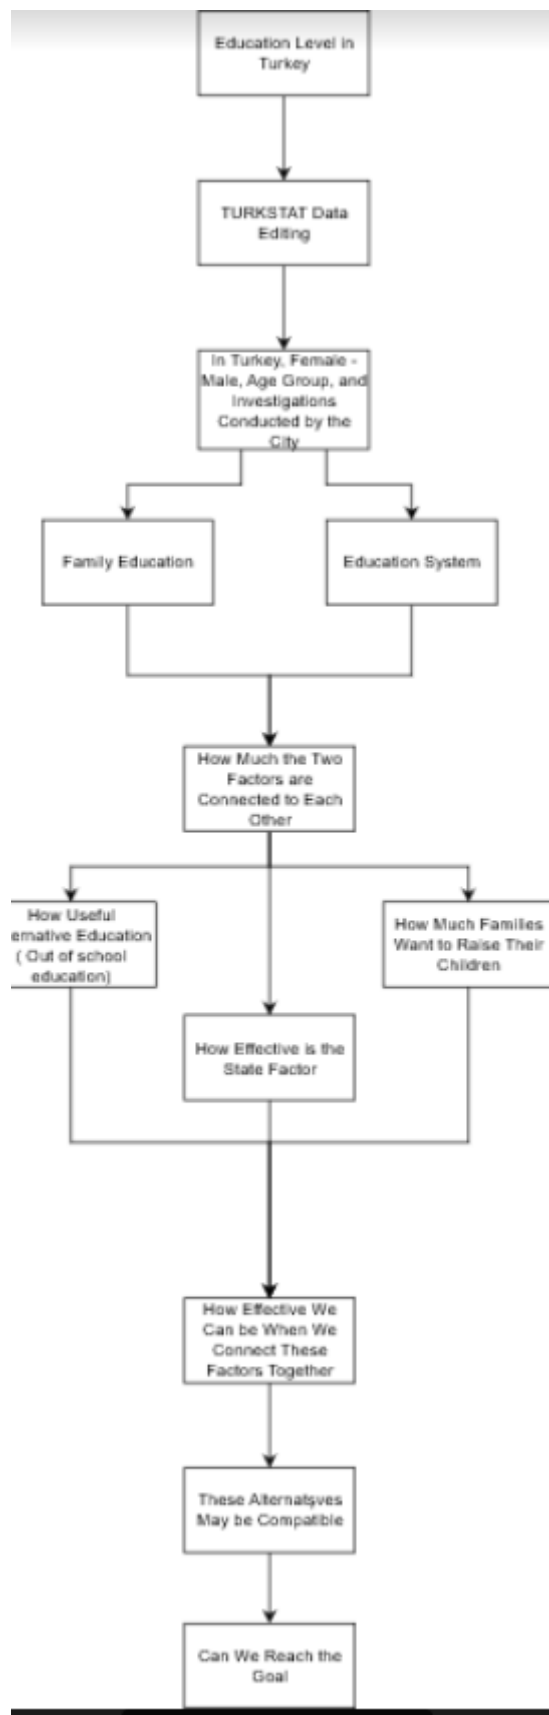 Education Level in
Turkey
TURKSTAT Data
Editing
In Turkey, Female -
Male, Age Group, and
Investigations
Conducted by the
City
Family Education
Education System
How Much the Two
Factors are
Connected to Each
Other
How Useful
ernative Education
( Out of school
education)
How Much Families
Want to Raise Their
Children
How Effective is the
State Factor
How Effective We
Can be When We
Connect These
Factors Together
These Alternatşves
May be Compatible
Can We Reach the
Goal